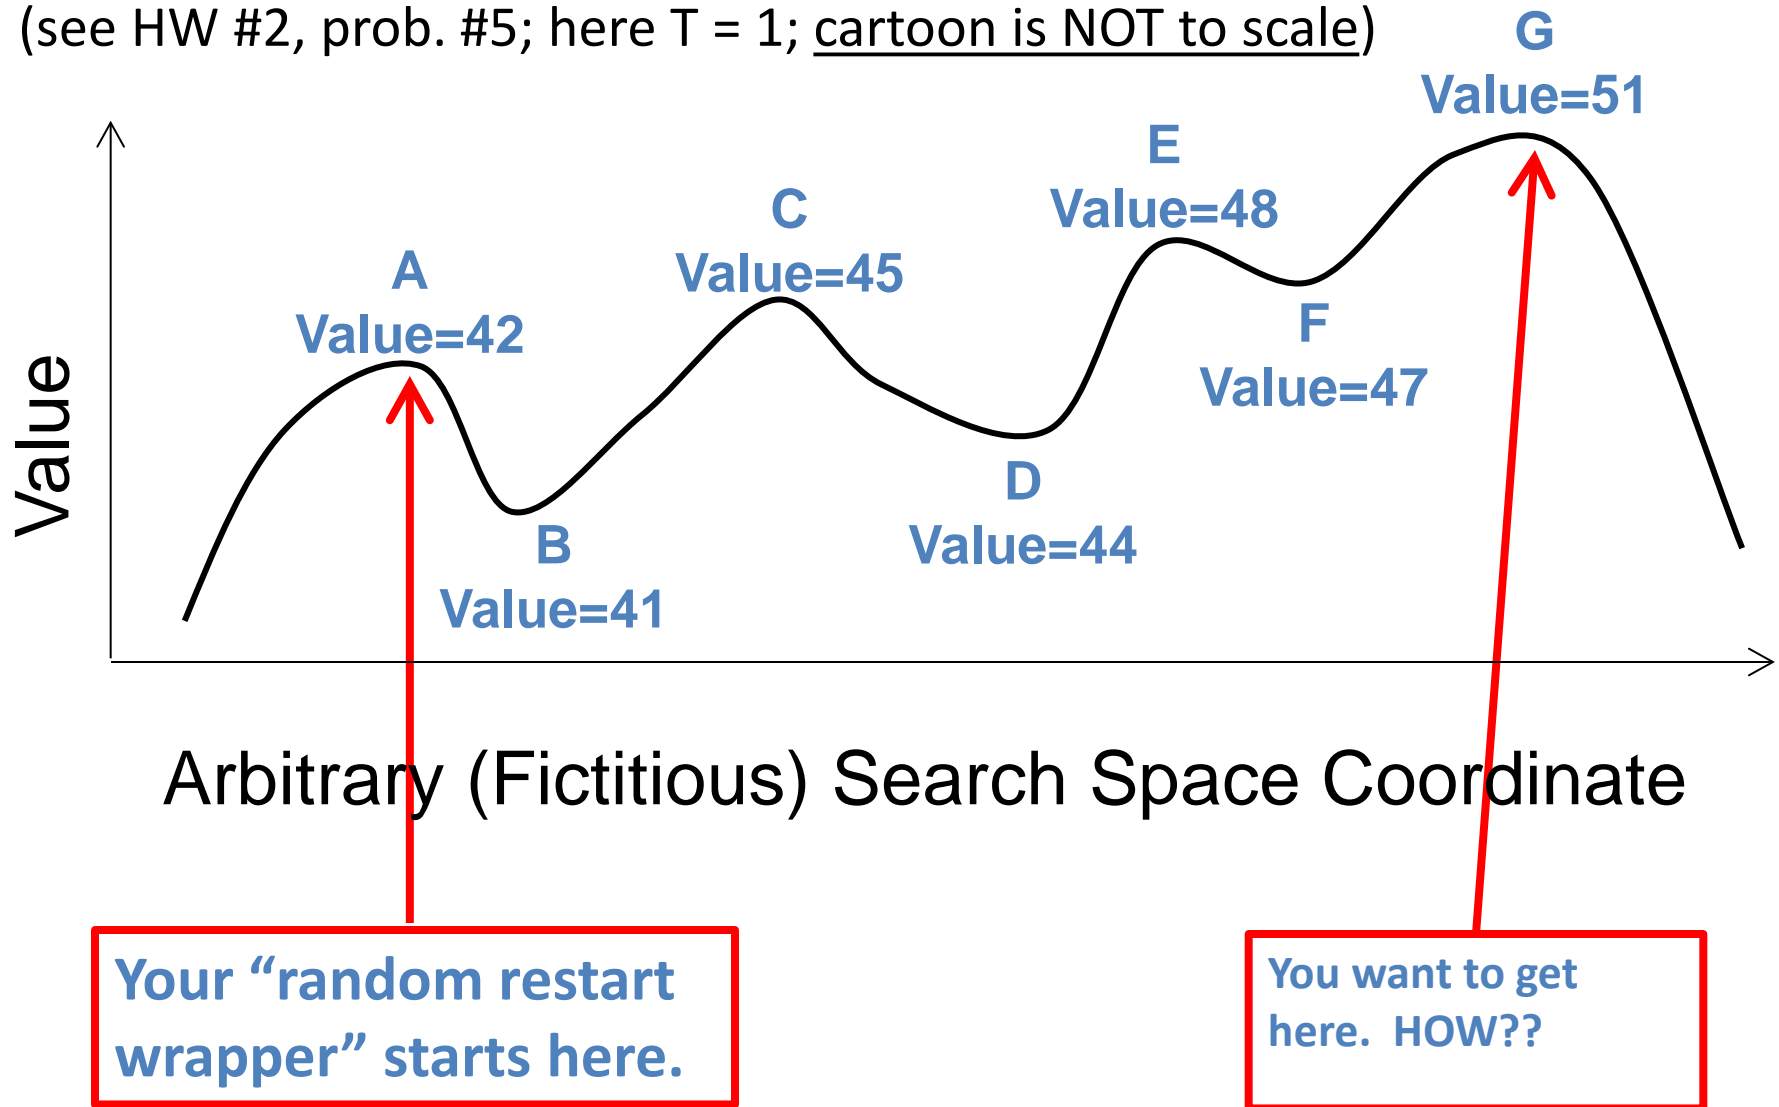 (see HW #2, prob. #5; here T = 1; cartoon is NOT to scale)
G
Value=51
E
Value=48
C
Value=45
A
Value=42
F
Value=47
D
Value=44
B
Value=41
Value
Arbitrary (Fictitious) Search Space Coordinate
Your “random restart
wrapper” starts here.
You want to get
here. HOW??